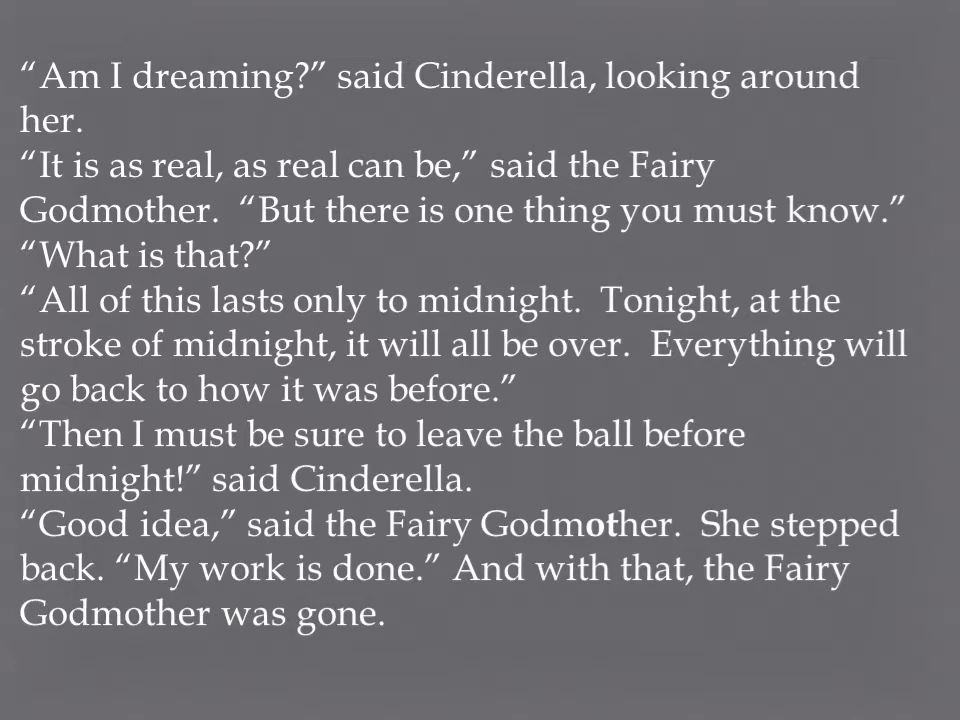 “Am I dreaming?” said Cinderella, looking around
her.
“It is as real, as real can be,” said the Fairy
Godmother.  “But there is one thing you must know.”
“What is that?”
“All of this lasts only to midnight.  Tonight, at the
stroke of midnight, it will all be over.  Everything will
go back to how it was before.”
“Then I must be sure to leave the ball before
midnight!” said Cinderella.
“Good idea,” said the Fairy Godmother.  She stepped
back. “My work is done.” And with that, the Fairy
Godmother was gone.